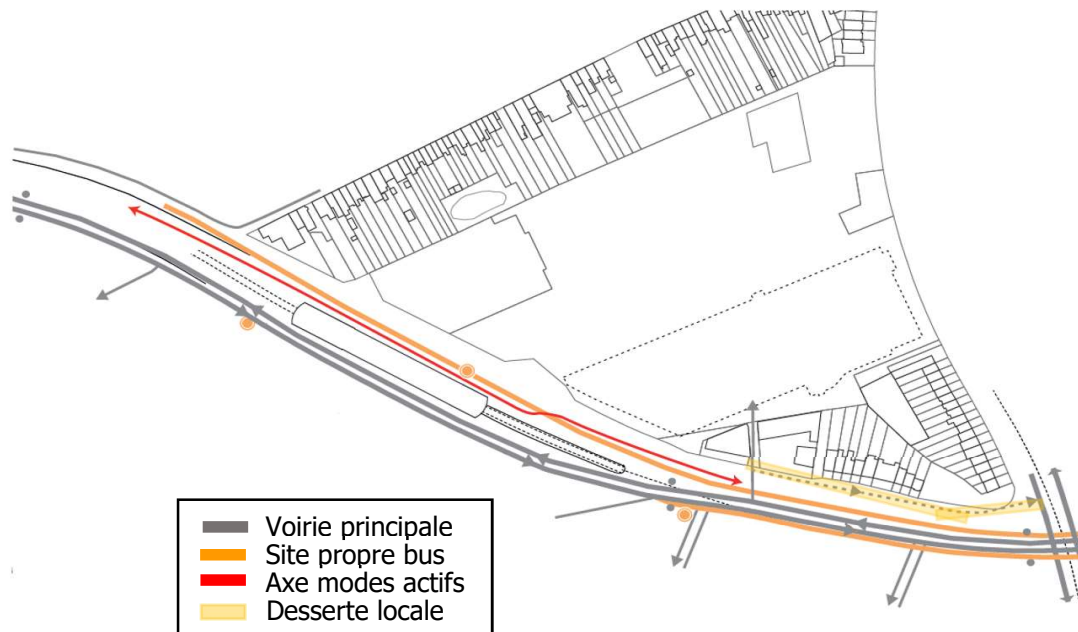 Voirie principale
Site propre bus
Axe modes actifs
Desserte locale